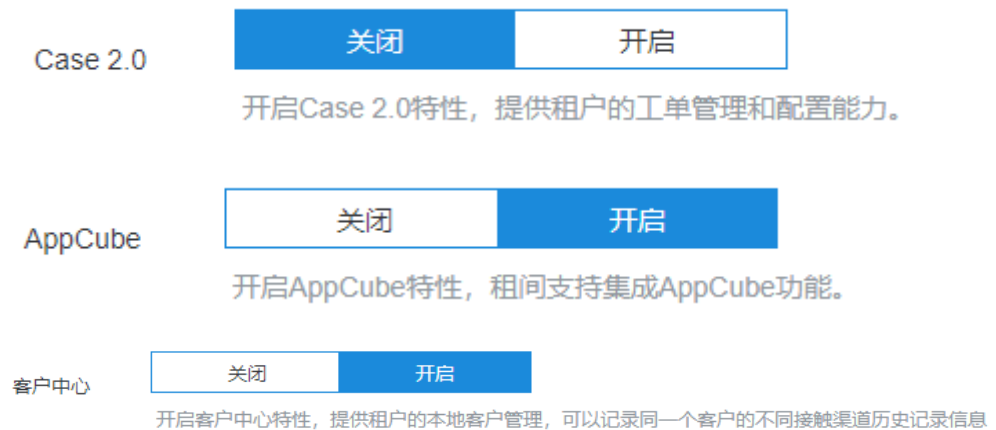 关闭 开启
Case 2.0
开启Case 2.0特性，提供租户的工单管理和配置能力。
关闭 开启
AppCube
开启AppCube特性，租间支持集成AppCube功能。
关闭 开启
客户中心
开启客户中心特性，提供租户的本地客户管理，可以记录同一个客户的不同接触渠道历史记录信息